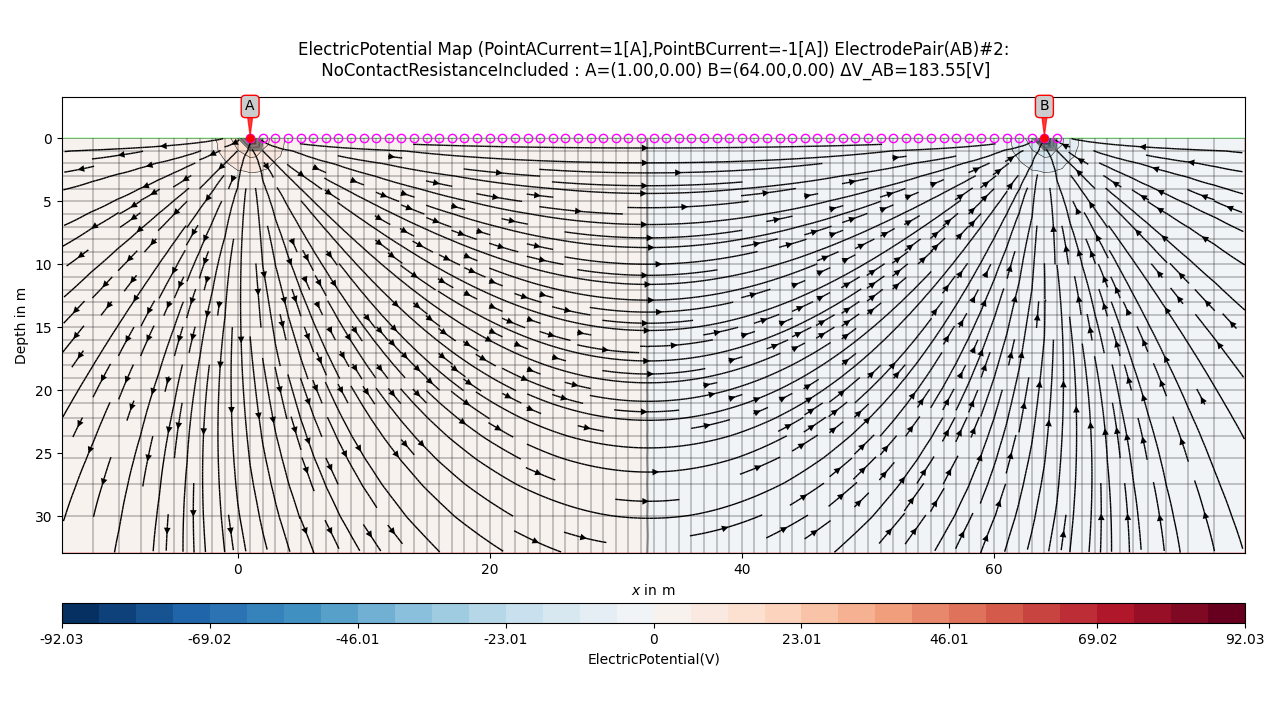 ElectricPotential Map (PointACurrent=1[A],PointBCurrent=-1[A]) ElectrodePair(AB)#2:
NoContactResistanceIncluded : A=(1.00,0.00) B=(64.00,0.00) ΔV_AB=183.55[V]
A B
0
5
10
15
20
25
30
Depth in m
0 20 40 60
x in m
-92.03 -69.02 -46.01 -23.01 0 23.01 46.01 69.02 92.03
ElectricPotential(V)